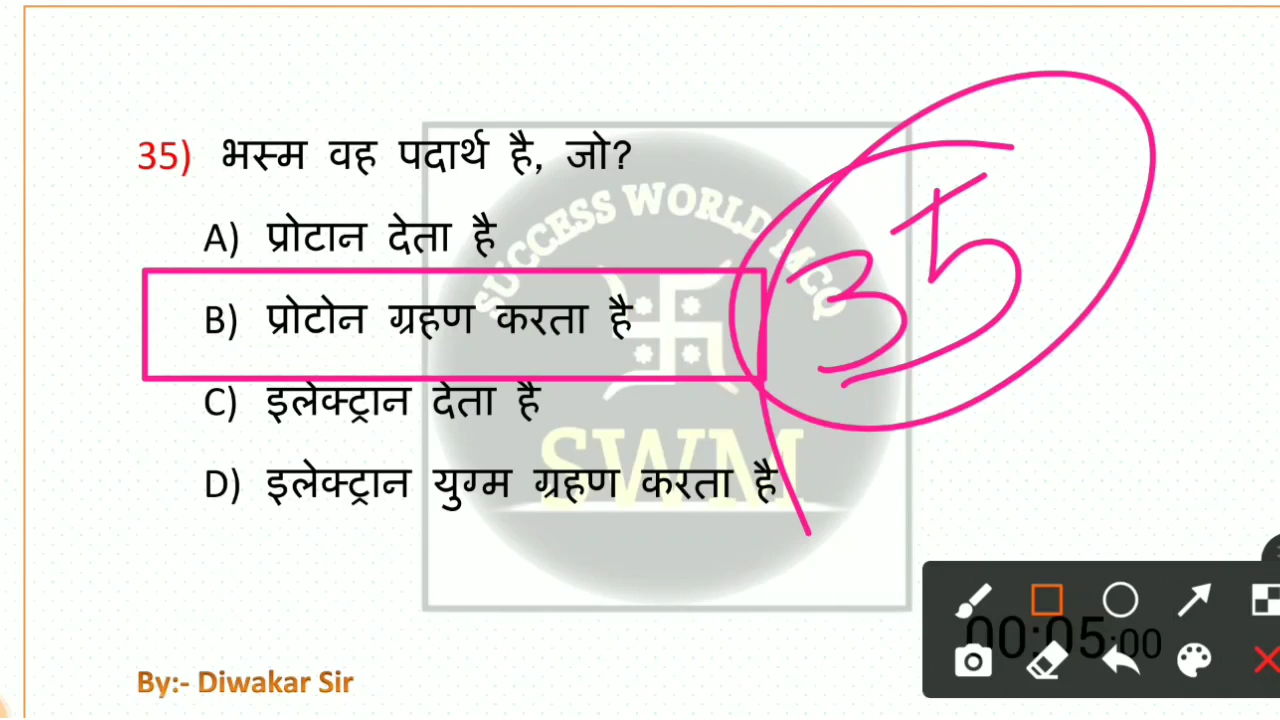 35) भस्म वह पदार्थ है, जो?
A) प्रोटान देता है
B) प्रोटोन ग्रहण करता है
C) इलेक्ट्रान देता है
D) इलेक्ट्रान युग्म ग्रहण करता है
SUCCESS WORLD MCQ
SWM
35
00:05:00
By:- Diwakar Sir